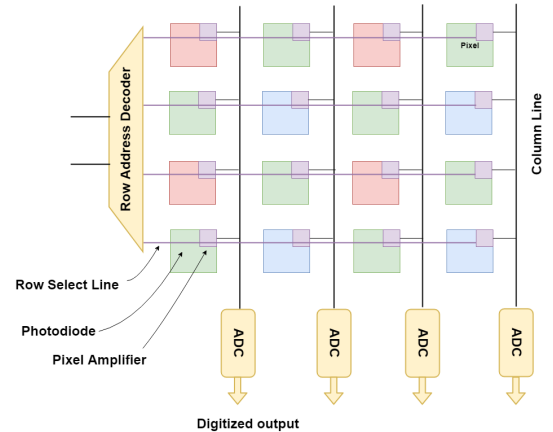 Pixel
Row Address Decoder
Column Line
Row Select Line
Photodiode
Pixel Amplifier
ADC
ADC
ADC
ADC
Digitized output